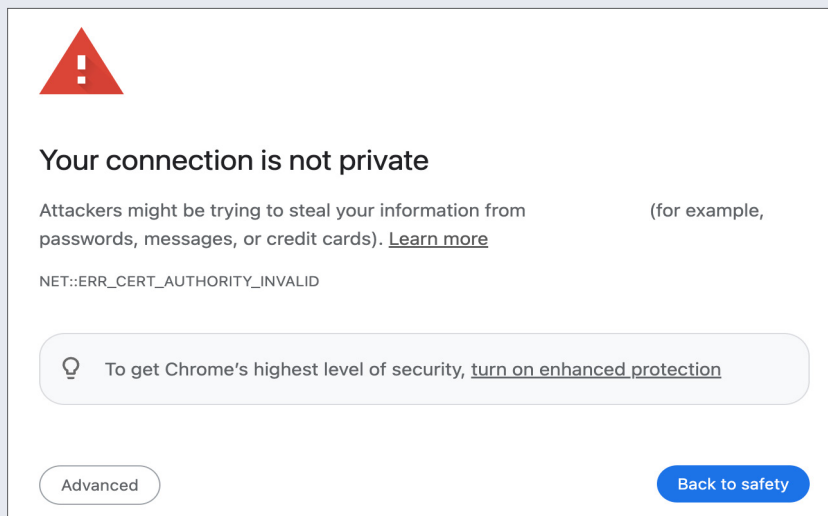 Your connection is not private
Attackers might be trying to steal your information from (for example,
passwords, messages, or credit cards). Learn more
NET::ERR_CERT_AUTHORITY_INVALID
To get Chrome’s highest level of security, turn on enhanced protection
Advanced
Back to safety